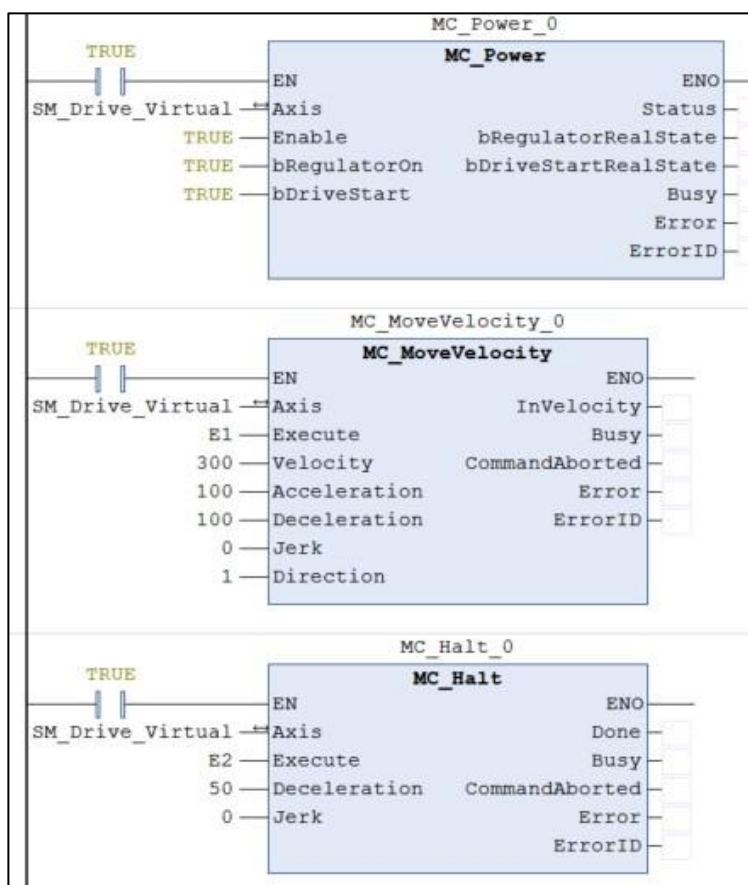 MC_Power_0
TRUE
MC_Power
EN ENO
SM_Drive_Virtual Axis Status
TRUE Enable bRegulatorRealState
TRUE bRegulatorOn bDriveStartRealState
TRUE bDriveStart Busy
Error
ErrorID
MC_MoveVelocity_0
TRUE
MC_MoveVelocity
EN ENO
SM_Drive_Virtual Axis InVelocity
E1 Execute Busy
300 Velocity CommandAborted
100 Acceleration Error
100 Deceleration ErrorID
0 Jerk
1 Direction
MC_Halt_0
TRUE
MC_Halt
EN ENO
SM_Drive_Virtual Axis Done
E2 Execute Busy
50 Deceleration CommandAborted
0 Jerk Error
ErrorID